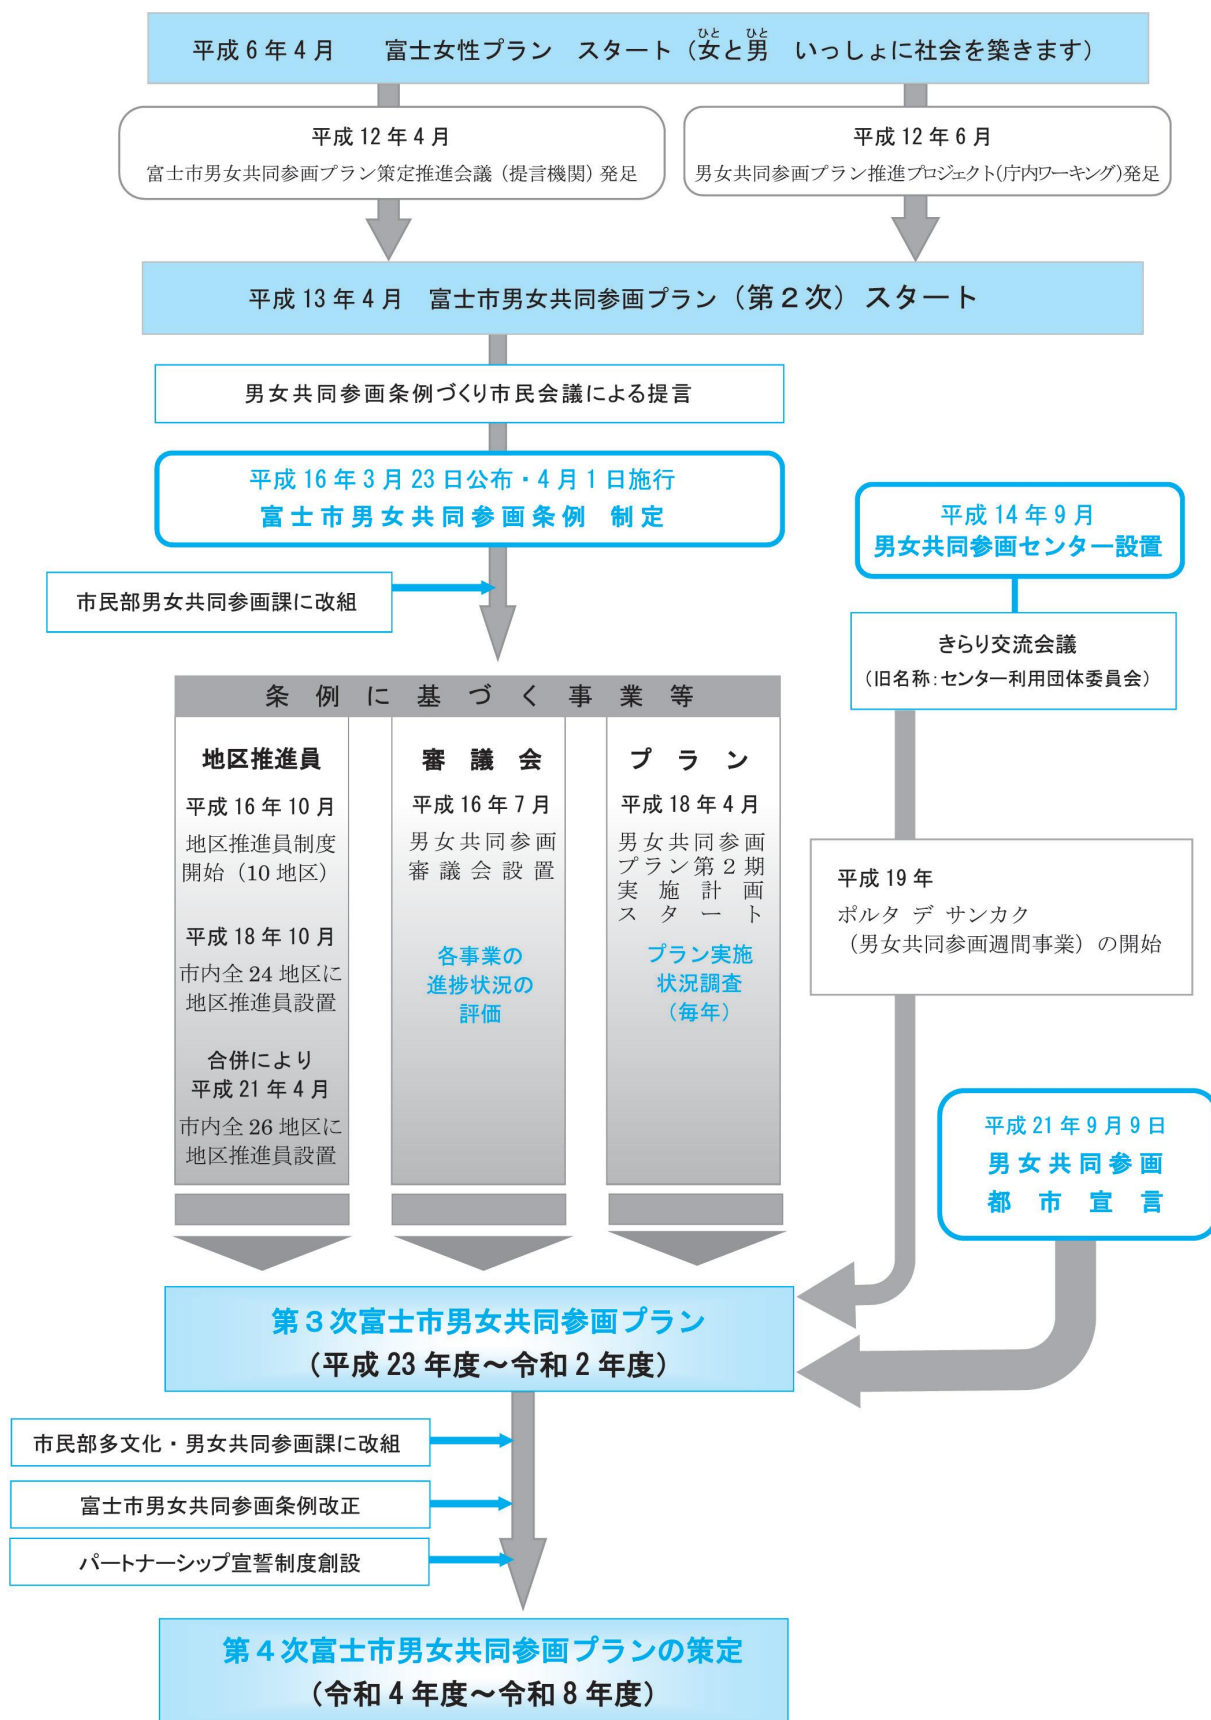 平成6年4月　富士女性プラン　スタート（女と男　いっしょに社会を築きます）
ひと　ひと
平成12年4月
富士市男女共同参画プラン策定推進会議（提言機関）発足
平成12年6月
男女共同参画プラン推進プロジェクト(庁内ワーキング)発足
平成13年4月　富士市男女共同参画プラン（第２次）スタート
男女共同参画条例づくり市民会議による提言
平成16年3月23日公布・4月1日施行
富士市男女共同参画条例　制定
平成14年9月
男女共同参画センター設置
市民部男女共同参画課に改組
きらり交流会議
（旧名称：センター利用団体委員会）
条例に基づく事業等
地区推進員
平成16年10月
地区推進員制度
開始（10地区）
平成18年10月
市内全24地区に
地区推進員設置
合併により
平成21年4月
市内全26地区に
地区推進員設置
審議会
平成16年7月
男女共同参画
審議会設置
各事業の
進捗状況の
評価
プラン
平成18年4月
男女共同参画
プラン第２期
実施計画
スタート
プラン実施
状況調査
（毎年）
平成19年
ポルタ デ サンカク
（男女共同参画週間事業）の開始
平成21年9月9日
男女共同参画
都市宣言
第３次富士市男女共同参画プラン
（平成23年度～令和2年度）
市民部多文化・男女共同参画課に改組
富士市男女共同参画条例改正
パートナーシップ宣誓制度創設
第４次富士市男女共同参画プランの策定
（令和4年度～令和8年度）